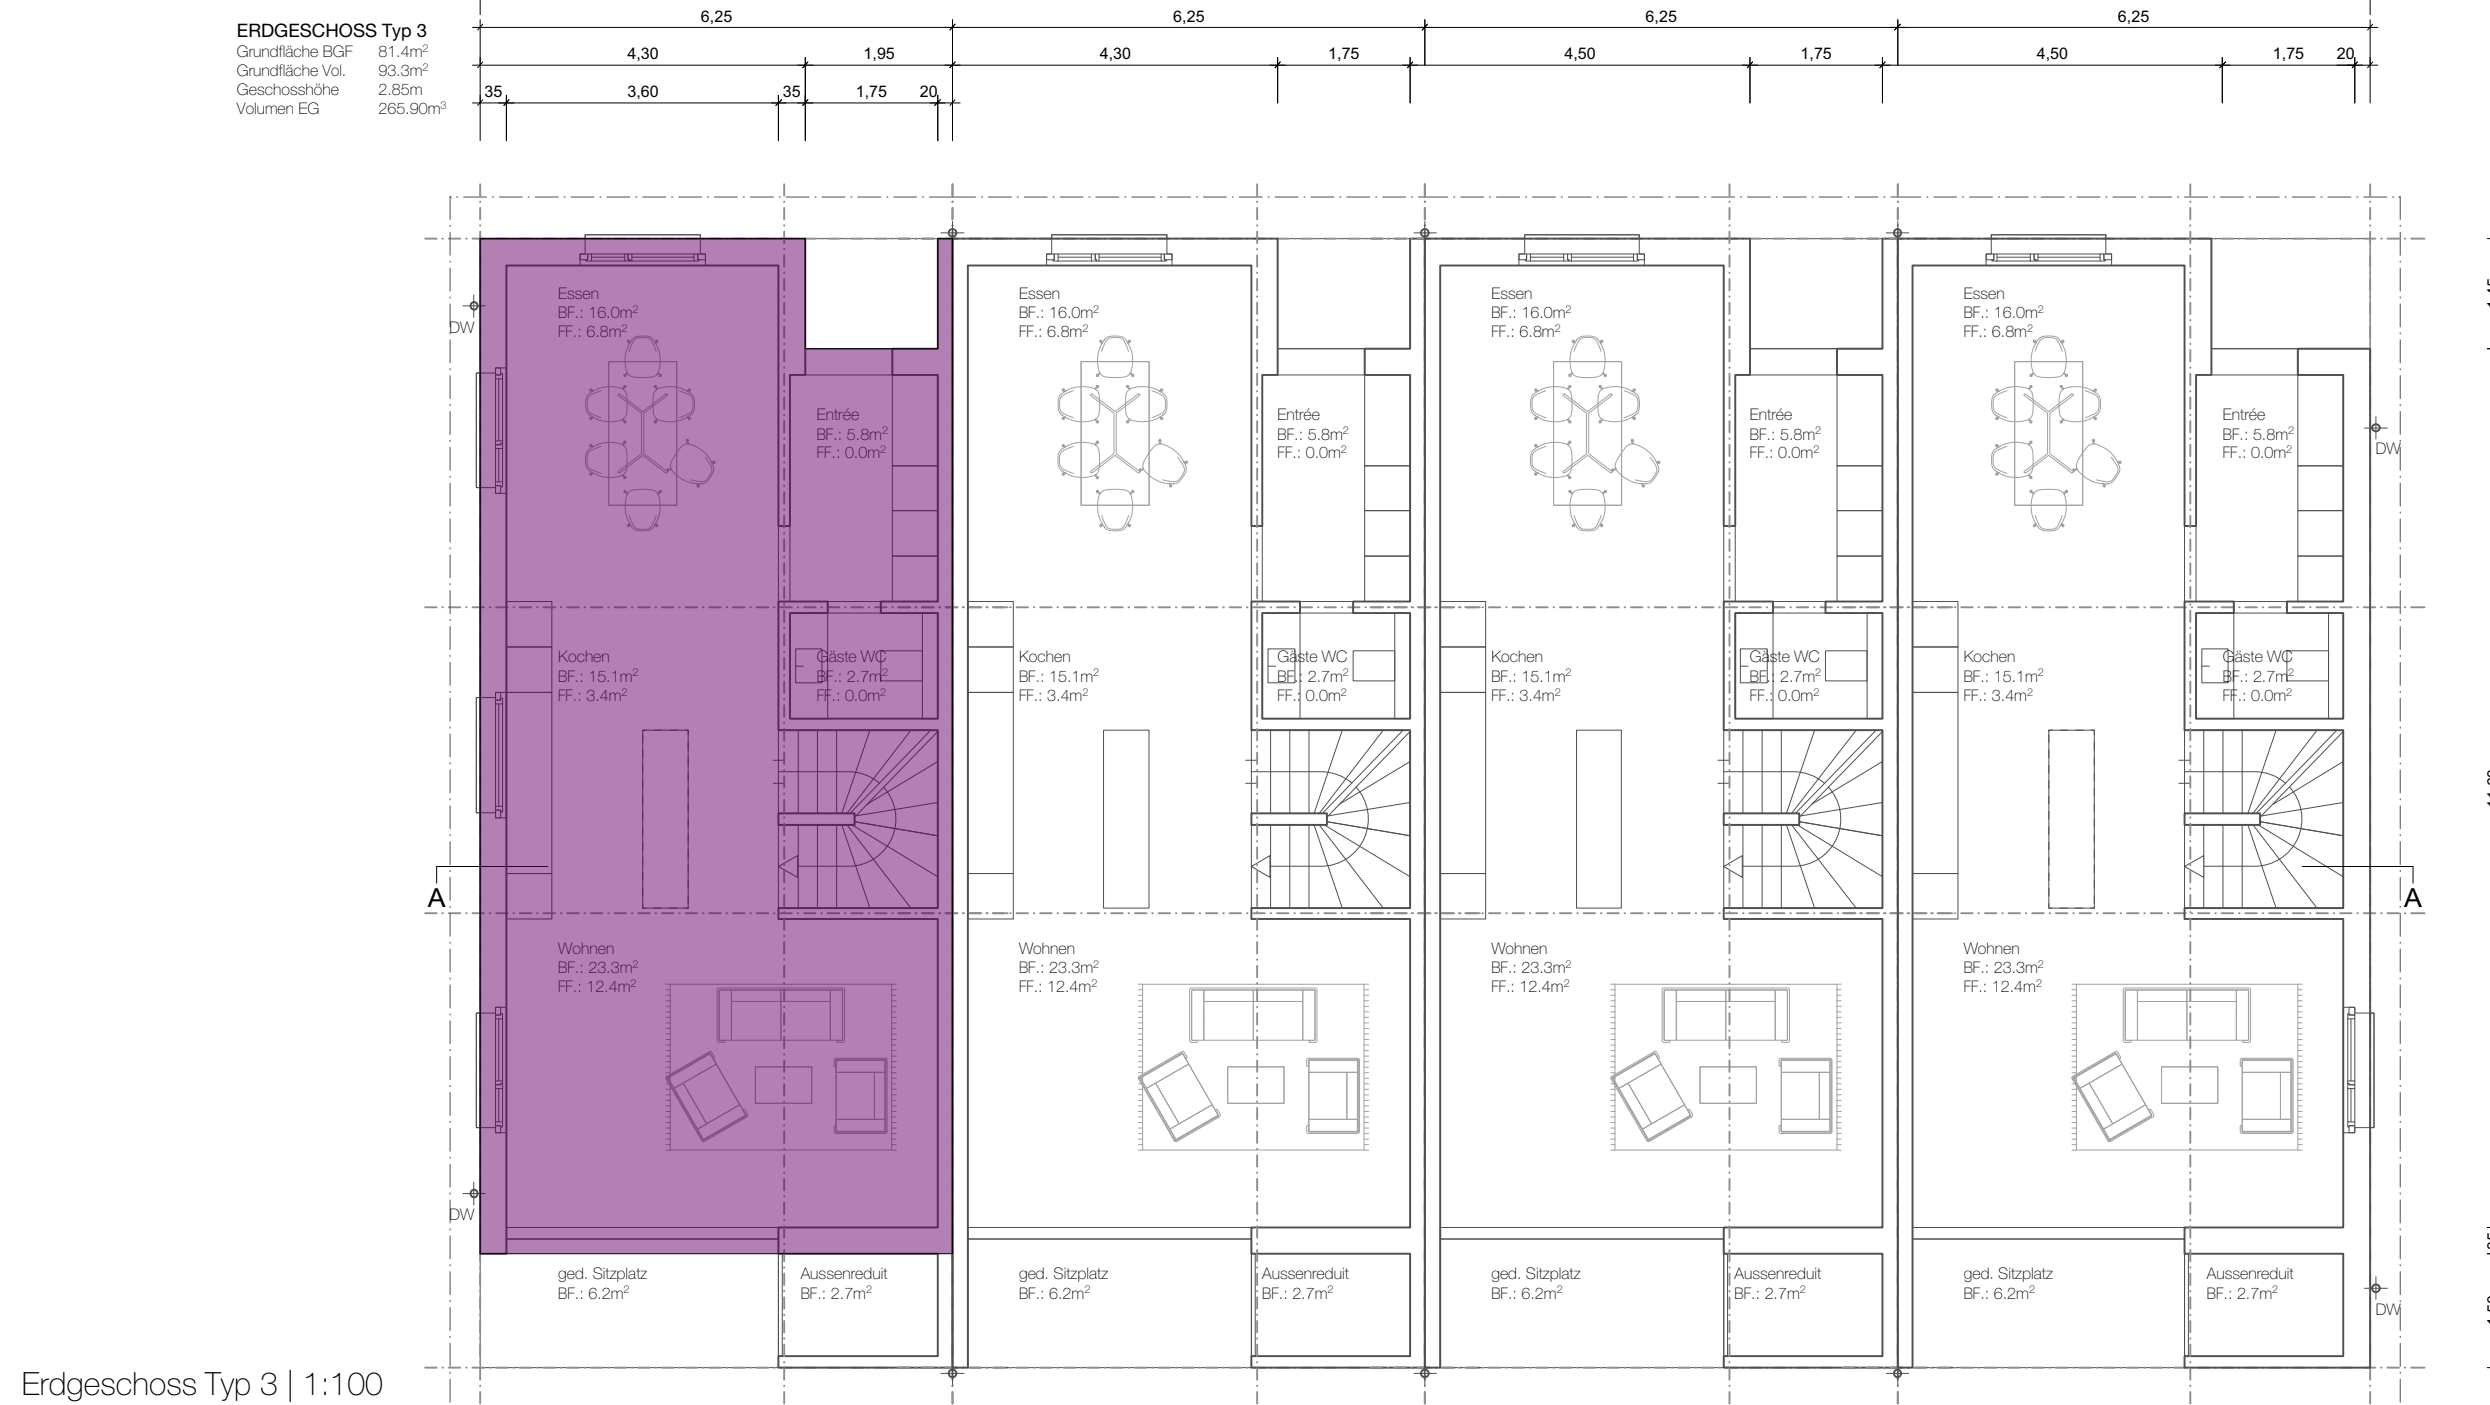 ERDGESCHOSS Typ 3
Grundfläche BGF 81.4m²
Grundfläche Vol. 93.3m²
Geschosshöhe 2.85m
Volumen EG 265.90m³
6,25 6,25 6,25 6,25
4,30 1,95 4,30 1,75 4,50 1,75 4,50 1,75 20
35 3,60 35 1,75 20
Essen Essen Essen Essen
BF.: 16.0m² BF.: 16.0m² BF.: 16.0m² BF.: 16.0m²
FF.: 6.8m² FF.: 6.8m² FF.: 6.8m² FF.: 6.8m²
DW
Entrée Entrée Entrée Entrée
BF.: 5.8m² BF.: 5.8m² BF.: 5.8m² BF.: 5.8m²
FF.: 0.0m² FF.: 0.0m² FF.: 0.0m² FF.: 0.0m²
DW
Kochen Gäste WC Kochen Gäste WC Kochen Gäste WC Kochen Gäste WC
BF.: 15.1m² BF.: 2.7m² BF.: 15.1m² BF.: 2.7m² BF.: 15.1m² BF.: 2.7m² BF.: 15.1m² BF.: 2.7m²
FF.: 3.4m² FF.: 0.0m² FF.: 3.4m² FF.: 0.0m² FF.: 3.4m² FF.: 0.0m² FF.: 3.4m² FF.: 0.0m²
A A
Wohnen Wohnen Wohnen Wohnen
BF.: 23.3m² BF.: 23.3m² BF.: 23.3m² BF.: 23.3m²
FF.: 12.4m² FF.: 12.4m² FF.: 12.4m² FF.: 12.4m²
DW
ged. Sitzplatz Aussenreduit ged. Sitzplatz Aussenreduit ged. Sitzplatz Aussenreduit ged. Sitzplatz Aussenreduit
BF.: 6.2m² BF.: 2.7m² BF.: 6.2m² BF.: 2.7m² BF.: 6.2m² BF.: 2.7m² BF.: 6.2m² BF.: 2.7m²
DW
Erdgeschoss Typ 3 | 1:100